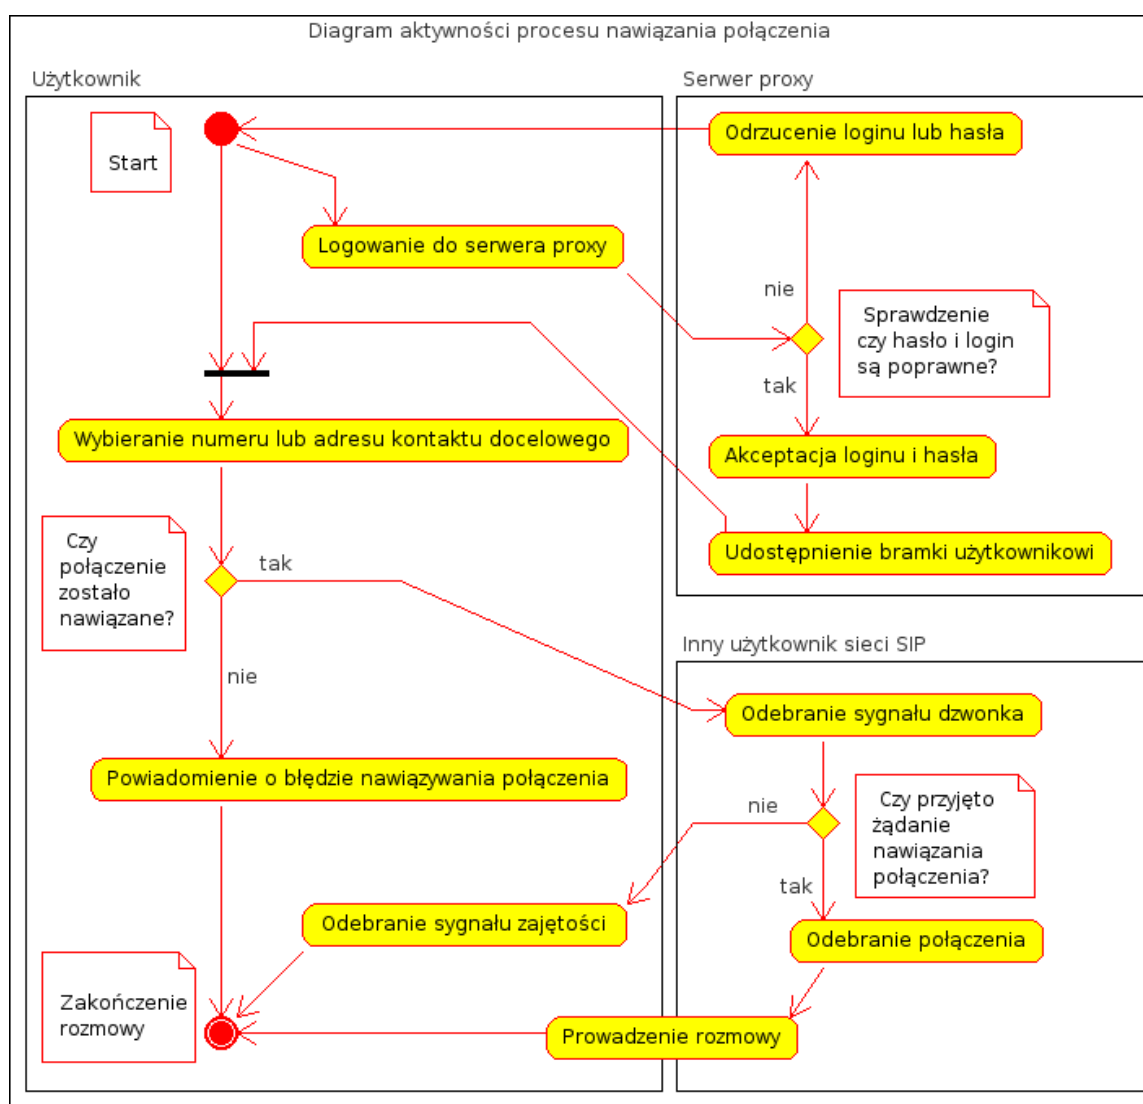 Diagram aktywności procesu nawiązania połączenia
Użytkownik
Serwer proxy
Start
Odrzucenie loginu lub hasła
Logowanie do serwera proxy
nie
Sprawdzenie
czy hasło i login
są poprawne?
tak
Wybieranie numeru lub adresu kontaktu docelowego
Akceptacja loginu i hasła
Czy
połączenie
zostało
nawiązane?
tak
Udostępnienie bramki użytkownikowi
nie
Inny użytkownik sieci SIP
Odebranie sygnału dzwonka
Powiadomienie o błędzie nawiązywania połączenia
nie
Czy przyjęto
żądanie
nawiązania
połączenia?
tak
Odebranie sygnału zajętości
Odebranie połączenia
Zakończenie
rozmowy
Prowadzenie rozmowy